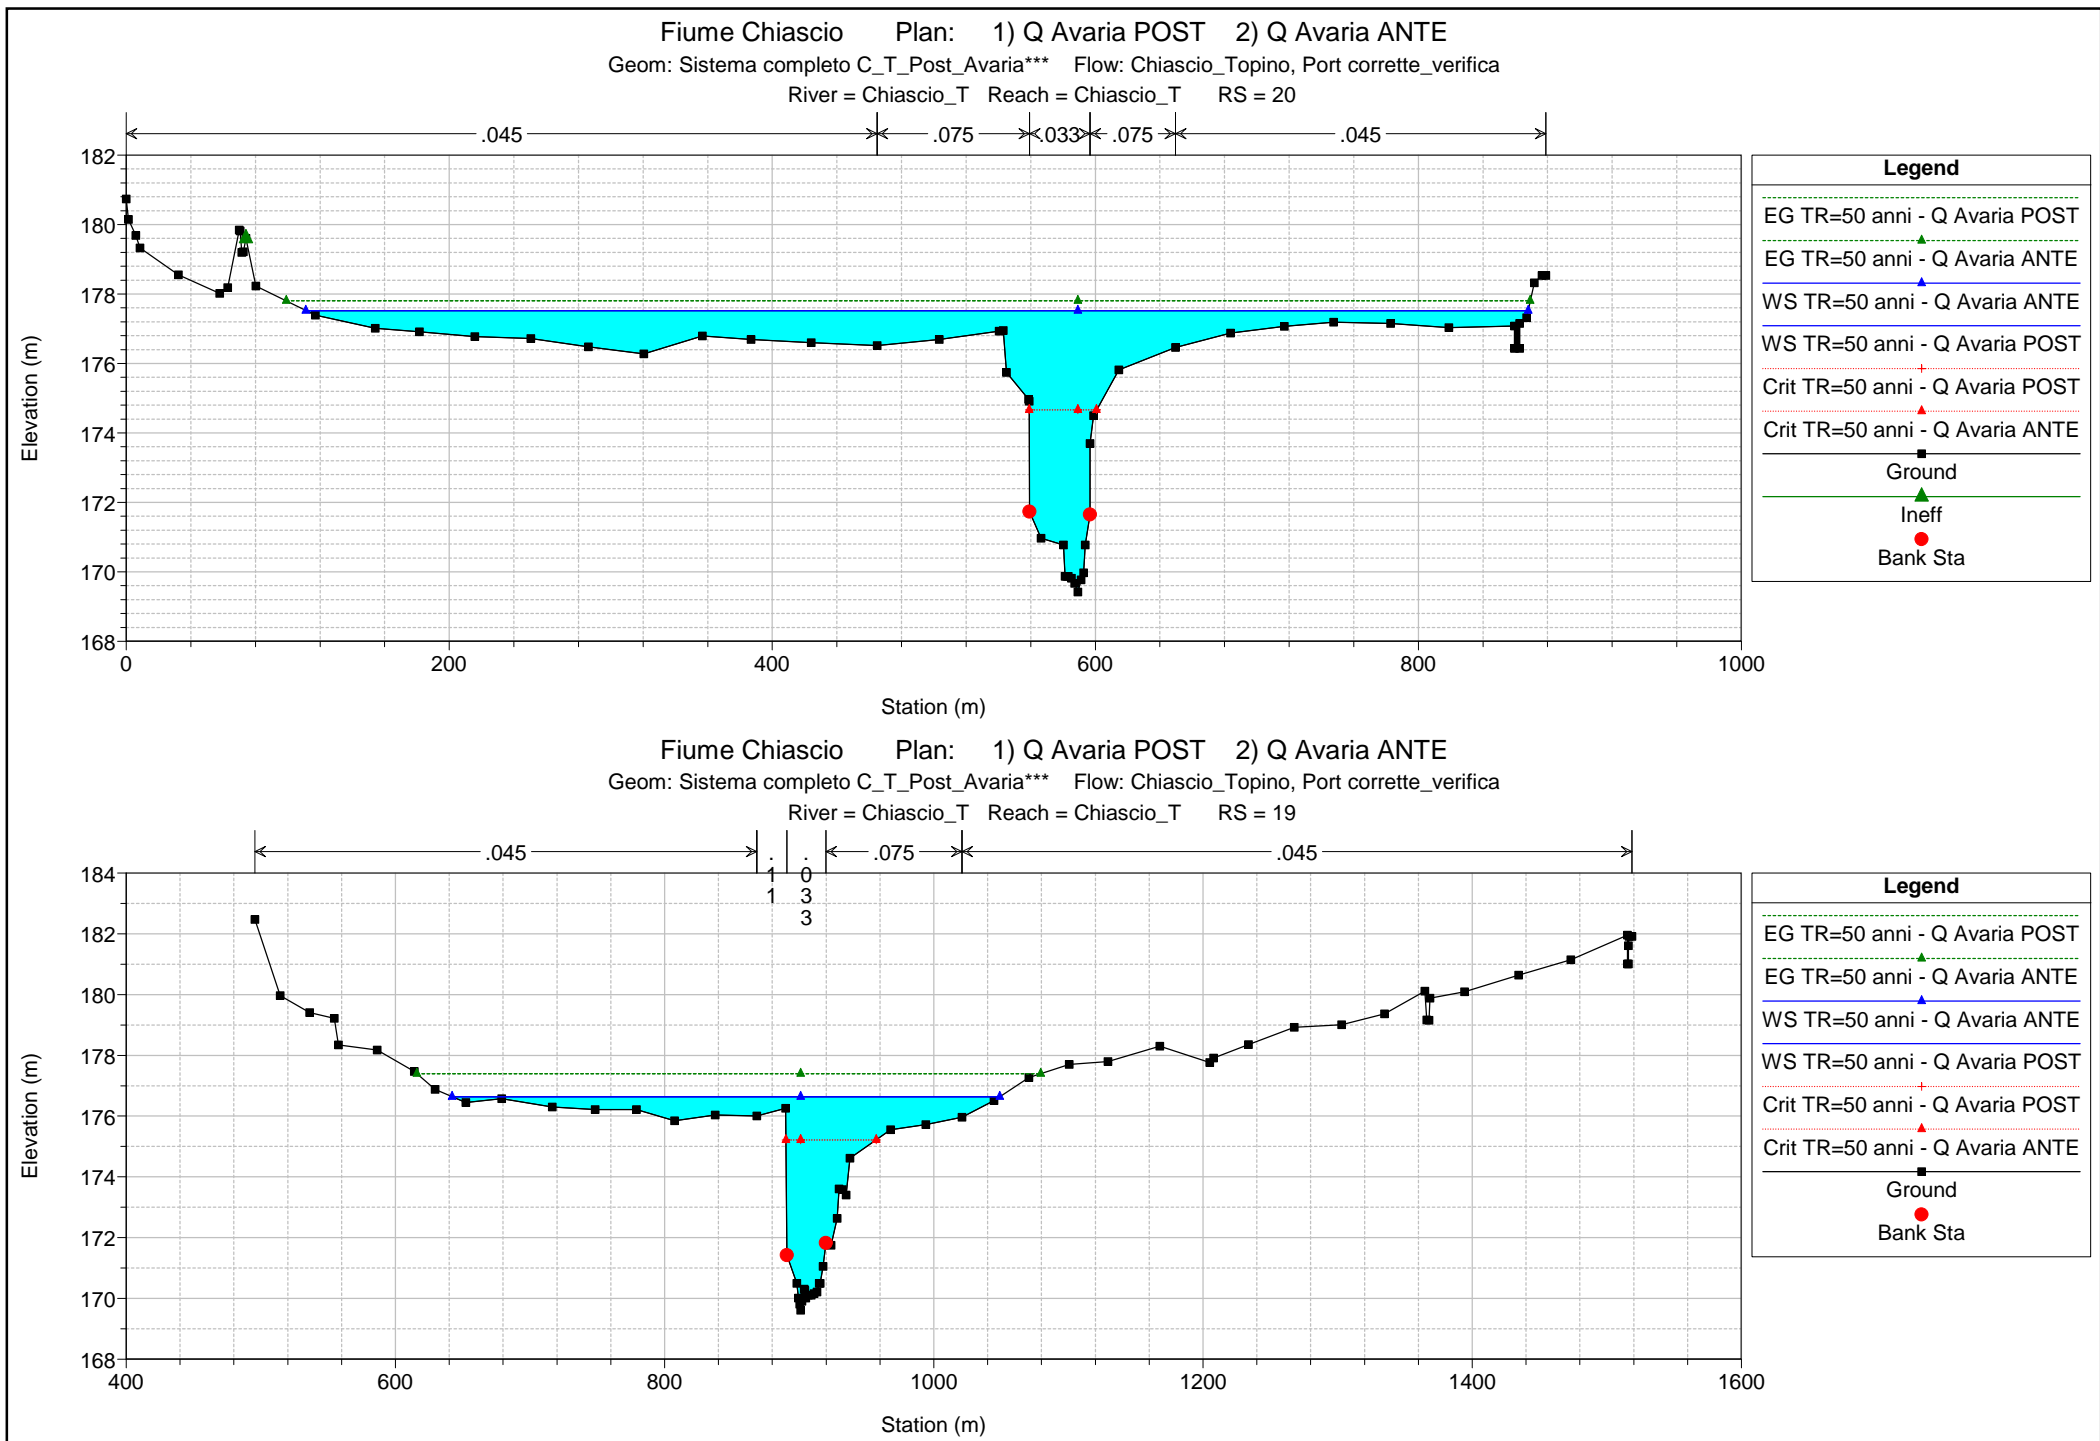 Fiume Chiascio Plan: 1) Q Avaria POST 2) Q Avaria ANTE
Geom: Sistema completo C_T_Post_Avaria*** Flow: Chiascio_Topino, Port corrette_verifica
River = Chiascio_T Reach = Chiascio_T RS = 20
.045 .075 .033 .075 .045
182
180
178
176
174
172
170
168
Elevation (m)
0 200 400 600 800 1000
Station (m)
Legend
EG TR=50 anni - Q Avaria POST
EG TR=50 anni - Q Avaria ANTE
WS TR=50 anni - Q Avaria ANTE
WS TR=50 anni - Q Avaria POST
Crit TR=50 anni - Q Avaria POST
Crit TR=50 anni - Q Avaria ANTE
Ground
Ineff
Bank Sta
Fiume Chiascio Plan: 1) Q Avaria POST 2) Q Avaria ANTE
Geom: Sistema completo C_T_Post_Avaria*** Flow: Chiascio_Topino, Port corrette_verifica
River = Chiascio_T Reach = Chiascio_T RS = 19
.045 .11 .033 .075 .045
184
182
180
178
176
174
172
170
168
Elevation (m)
400 600 800 1000 1200 1400 1600
Station (m)
Legend
EG TR=50 anni - Q Avaria POST
EG TR=50 anni - Q Avaria ANTE
WS TR=50 anni - Q Avaria ANTE
WS TR=50 anni - Q Avaria POST
Crit TR=50 anni - Q Avaria POST
Crit TR=50 anni - Q Avaria ANTE
Ground
Bank Sta